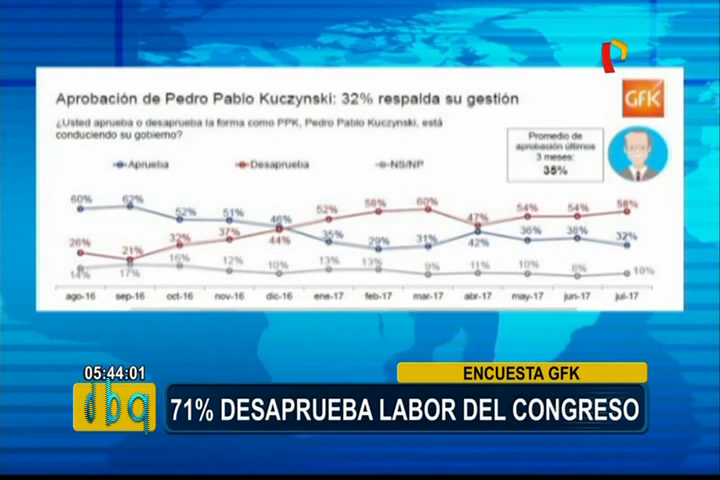 Aprobación de Pedro Pablo Kuczynski: 32% respalda su gestión
GFK
¿Usted aprueba o desaprueba la forma como PPK, Pedro Pablo Kuczynski, está
conduciendo su gobierno?
Promedio de
aprobación últimos
3 meses:
35%
Aprueba Desaprueba NS/NP
60% 62% 52% 51% 46% 52% 58% 60% 47% 54% 54% 58%
26% 21% 32% 37% 44% 35% 29% 31% 42% 36% 38% 32%
14% 17% 16% 12% 10% 13% 13% 9% 11% 10% 8% 10%
ago-16 sep-16 oct-16 nov-16 dic-16 ene-17 feb-17 mar-17 abr-17 may-17 jun-17 jul-17
05:44:01
dbq
ENCUESTA GFK
71% DESAPRUEBA LABOR DEL CONGRESO